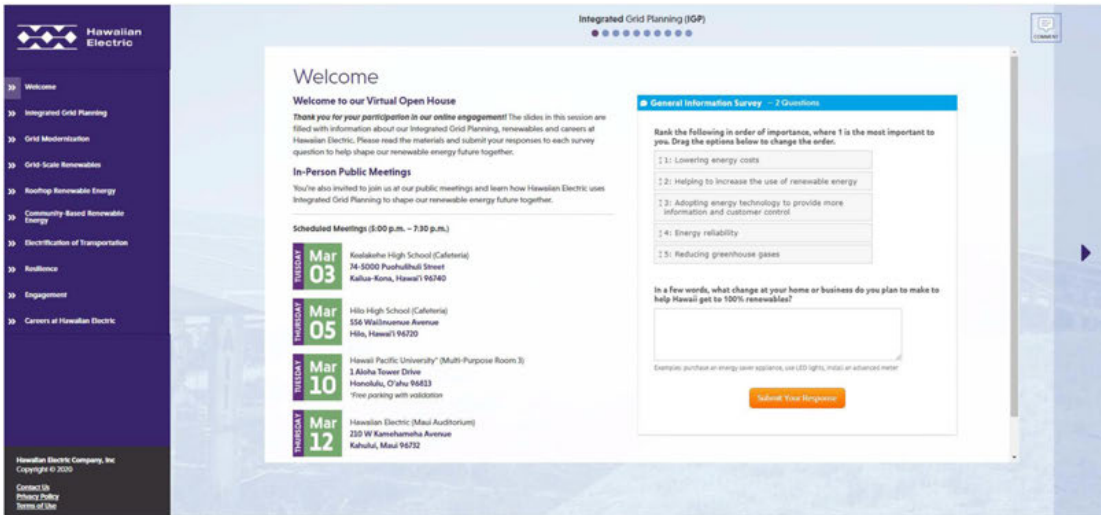 Hawaiian
Electric
Welcome
Integrated Grid Planning
Grid Modernization
Grid-Scale Renewables
Rooftop Renewable Energy
Community-Based Renewable
Energy
Electrification of Transportation
Resilience
Engagement
Careers at Hawaiian Electric
Hawaiian Electric Company, Inc
Copyright © 2020
Contact Us
Privacy Policy
Terms of Use
Integrated Grid Planning (IGP)
COMMENT
Welcome
Welcome to our Virtual Open House
Thank you for your participation in our online engagement! The slides in this session are
filled with information about our Integrated Grid Planning, renewables and careers at
Hawaiian Electric. Please read the materials and submit your responses to each survey
question to help shape our renewable energy future together.
In-Person Public Meetings
You're also invited to join us at our public meetings and learn how Hawaiian Electric uses
Integrated Grid Planning to shape our renewable energy future together.
Scheduled Meetings (5:00 p.m. – 7:30 p.m.)
TUESDAY
Mar
03
Kealakehe High School (Cafeteria)
74-5000 Puohulihuli Street
Kailua-Kona, Hawai'i 96740
THURSDAY
Mar
05
Hilo High School (Cafeteria)
556 Waiānuenue Avenue
Hilo, Hawai'i 96720
TUESDAY
Mar
10
Hawaii Pacific University* (Multi-Purpose Room 3)
1 Aloha Tower Drive
Honolulu, O'ahu 96813
*Free parking with validation
THURSDAY
Mar
12
Hawaiian Electric (Maui Auditorium)
210 W Kamehameha Avenue
Kahului, Maui 96732
General Information Survey – 2 Questions
Rank the following in order of importance, where 1 is the most important to
you. Drag the options below to change the order.
1: Lowering energy costs
2: Helping to increase the use of renewable energy
3: Adopting energy technology to provide more
information and customer control
4: Energy reliability
5: Reducing greenhouse gases
In a few words, what change at your home or business do you plan to make to
help Hawaii get to 100% renewables?
Examples: purchase an energy saver appliance, use LED lights, install an advanced meter
Submit Your Response